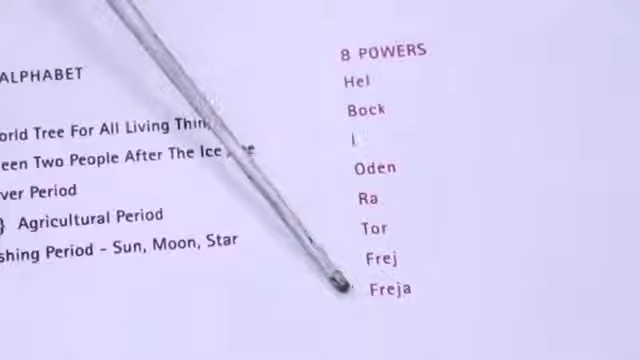 ALPHABET
orld Tree For All Living Thin
een Two People After The Ice
ver Period
} Agricultural Period
shing Period - Sun, Moon, Star
8 POWERS
Hel
Bock
I
Oden
Ra
Tor
Frej
Freja